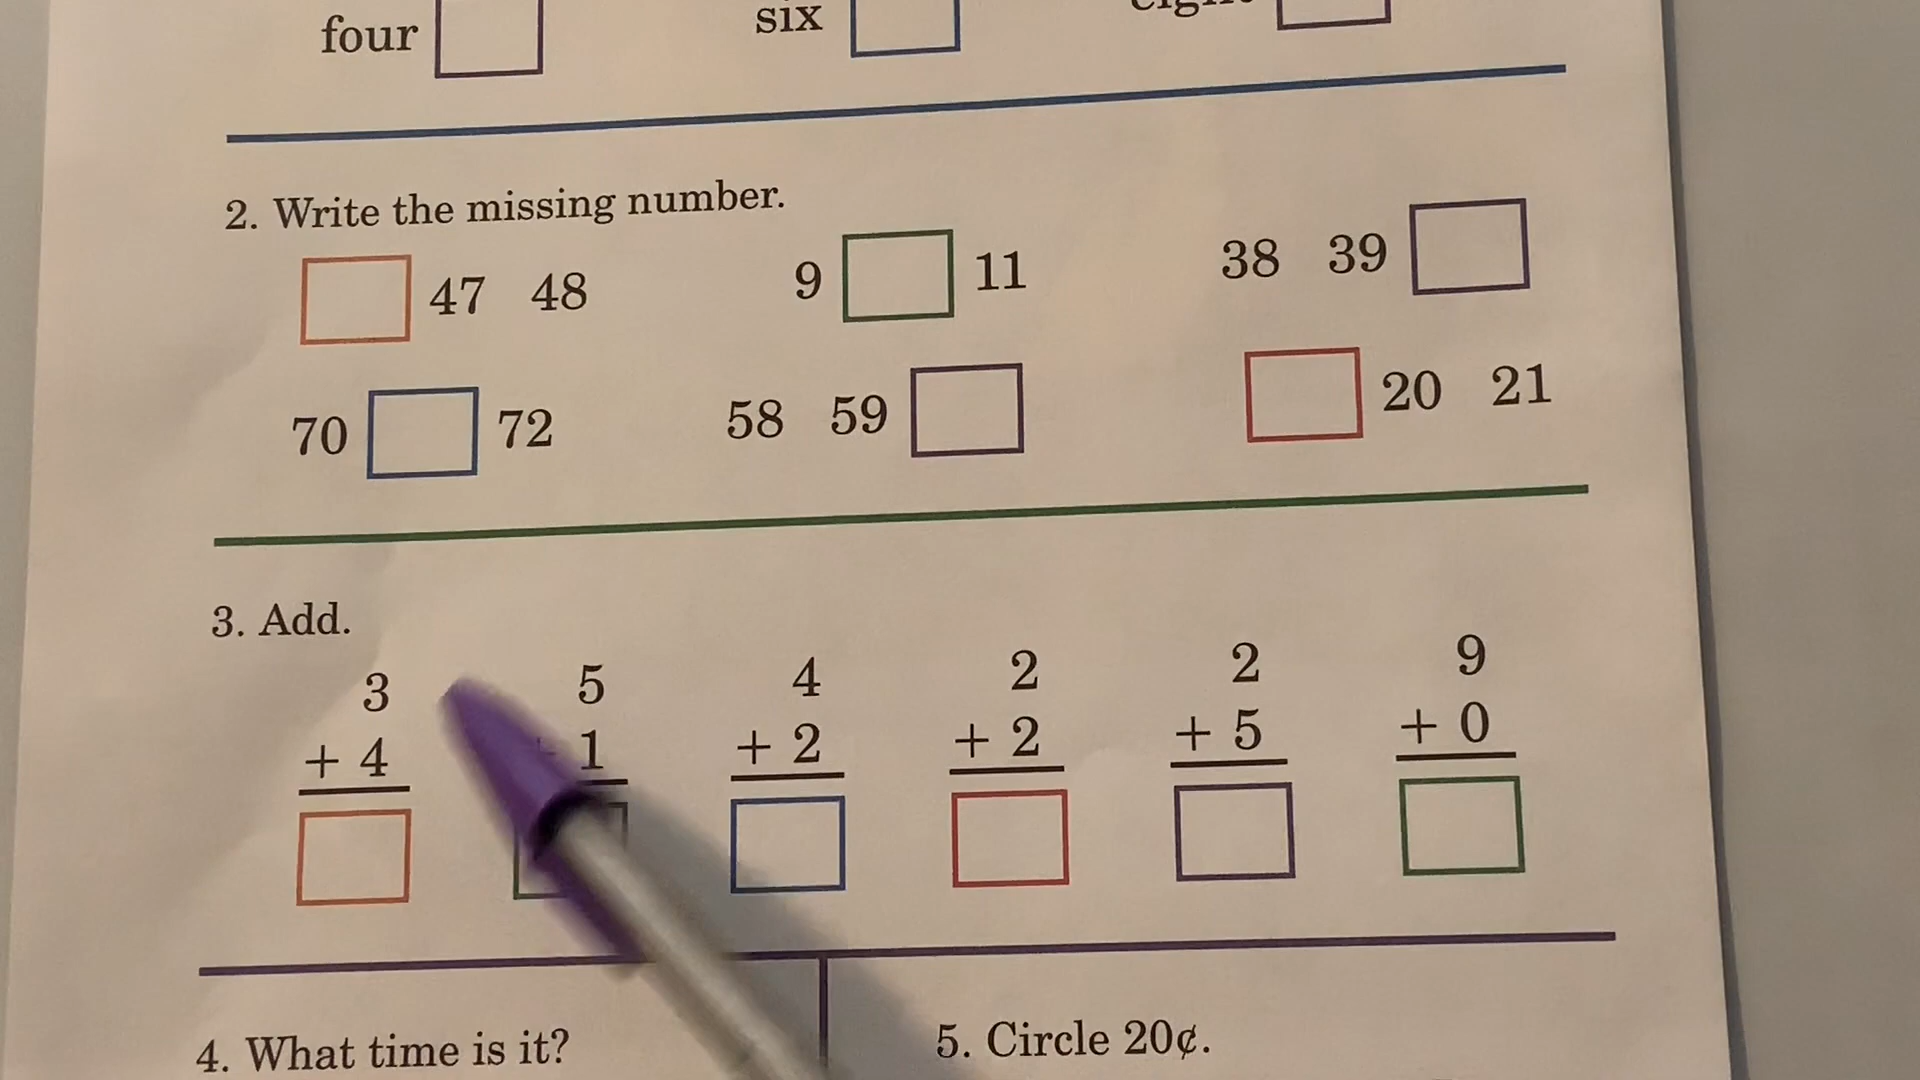 four six
2. Write the missing number.
47 48 9 11 38 39
70 72 58 59 20 21
3. Add.
3 5 4 2 2 9
+ 4 1 + 2 + 2 + 5 + 0
4. What time is it? 5. Circle 20¢.